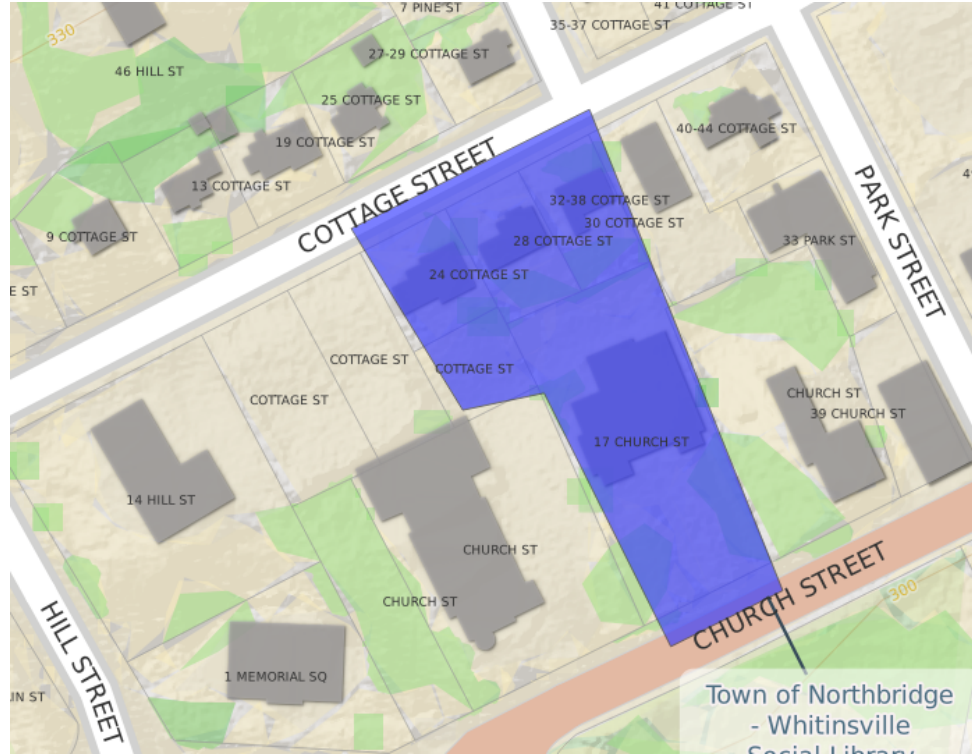 7 PINE ST
41 COTTAGE ST
35-37 COTTAGE ST
330
27-29 COTTAGE ST
46 HILL ST
25 COTTAGE ST
40-44 COTTAGE ST
19 COTTAGE ST
COTTAGE STREET
PARK STREET
13 COTTAGE ST
32-38 COTTAGE ST
30 COTTAGE ST
9 COTTAGE ST
28 COTTAGE ST
33 PARK ST
24 COTTAGE ST
E ST
COTTAGE ST
COTTAGE ST
COTTAGE ST
CHURCH ST
39 CHURCH ST
17 CHURCH ST
14 HILL ST
CHURCH ST
CHURCH STREET
300
CHURCH ST
HILL STREET
1 MEMORIAL SQ
IN ST
Town of Northbridge
- Whitinsville
Social Library